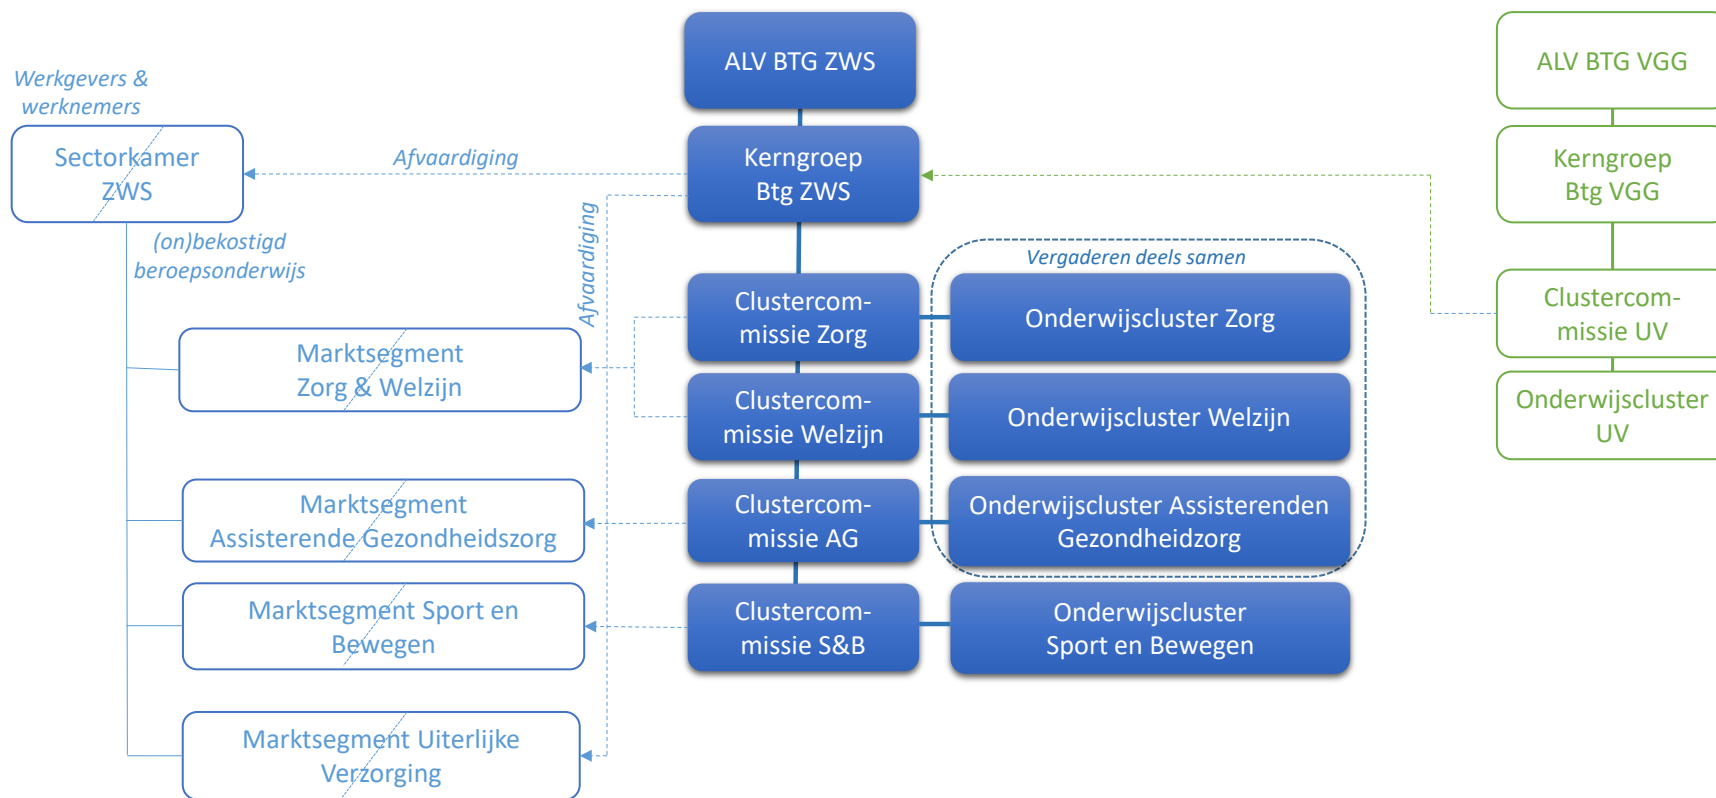 ALV BTG ZWS
ALV BTG VGG
Werkgevers &
werknemers
Sectorkamer
ZWS
Afvaardiging
Kerngroep
Btg ZWS
Kerngroep
Btg VGG
(on)bekostigd
beroepsonderwijs
Afvaardiging
Vergaderen deels samen
Clustercom-
missie Zorg
Onderwijscluster Zorg
Clustercom-
missie UV
Marktsegment
Zorg & Welzijn
Clustercom-
missie Welzijn
Onderwijscluster Welzijn
Onderwijscluster
UV
Marktsegment
Assisterende Gezondheidszorg
Clustercom-
missie AG
Onderwijscluster Assisterenden
Gezondheidzorg
Marktsegment Sport en
Bewegen
Clustercom-
missie S&B
Onderwijscluster
Sport en Bewegen
Marktsegment Uiterlijke
Verzorging